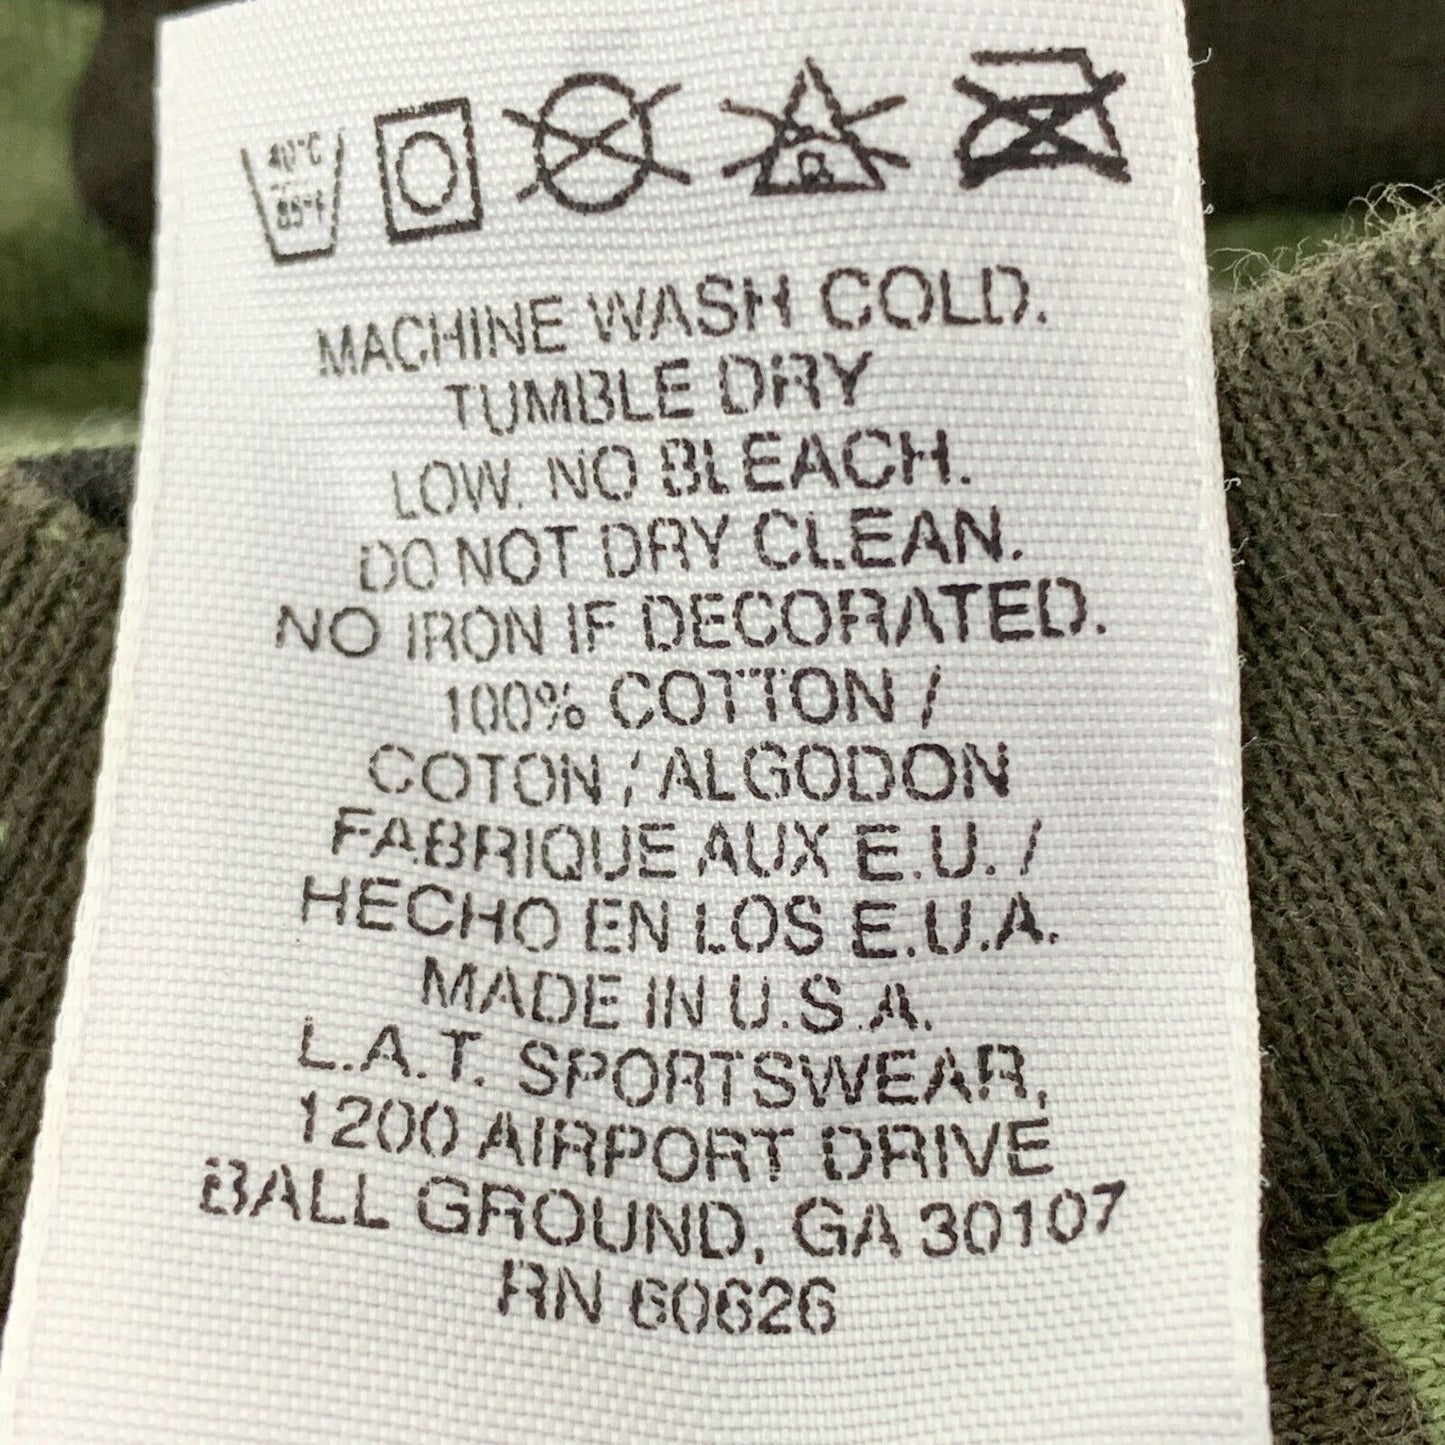 40°C
85°F
MACHINE WASH COLD.
TUMBLE DRY
LOW. NO BLEACH.
DO NOT DRY CLEAN.
NO IRON IF DECORATED.
100% COTTON /
COTON / ALGODON
FABRIQUE AUX E.U. /
HECHO EN LOS E.U.A.
MADE IN U.S.A.
L.A.T. SPORTSWEAR,
1200 AIRPORT DRIVE
BALL GROUND, GA 30107
RN 60626